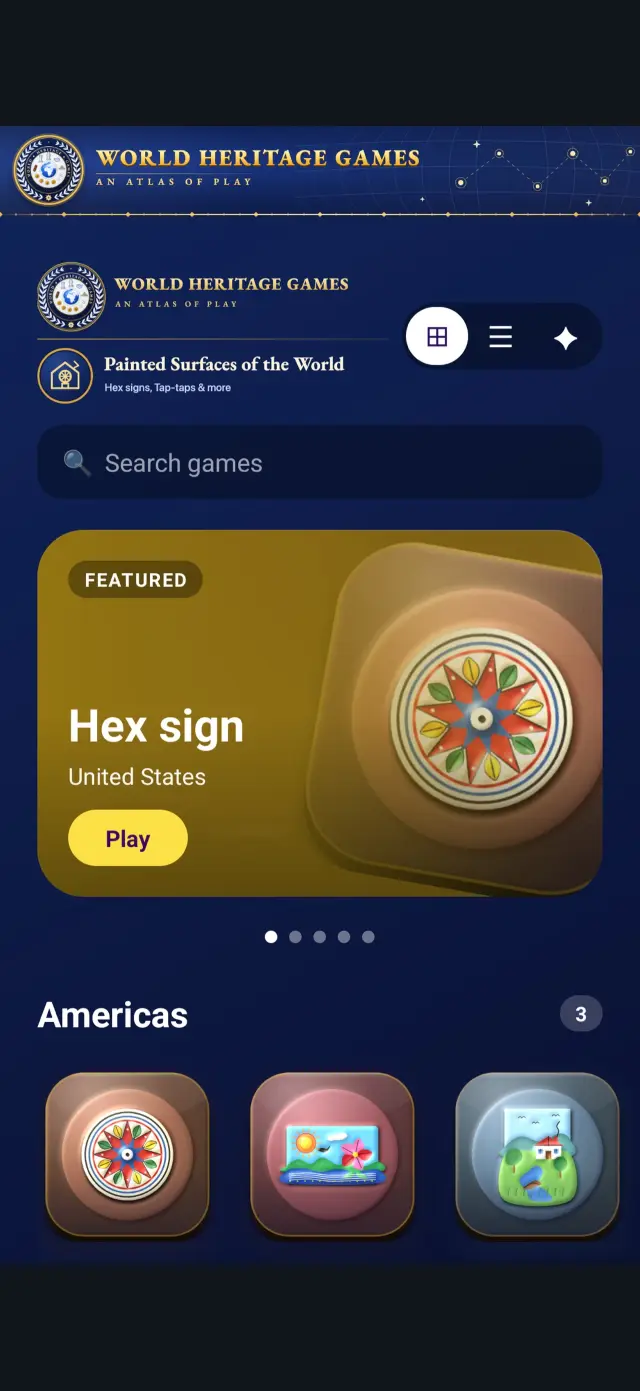 WORLD HERITAGE GAMES
AN ATLAS OF PLAY
WORLD HERITAGE GAMES
AN ATLAS OF PLAY
Painted Surfaces of the World
Hex signs, Tap-taps & more
Search games
FEATURED
Hex sign
United States
Play
Americas
3